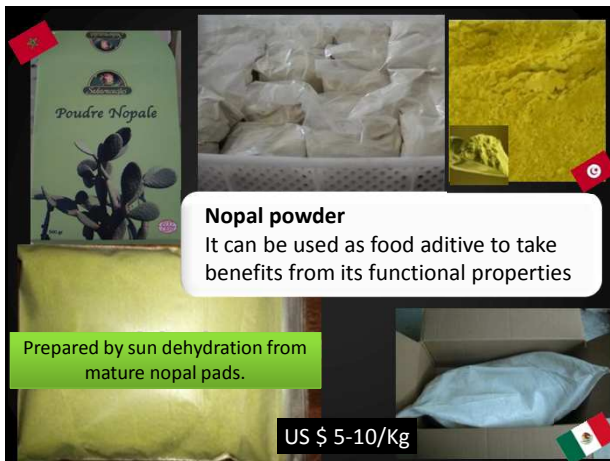 Poudre Nopale
Nopal powder
It can be used as food aditive to take
benefits from its functional properties
Prepared by sun dehydration from
mature nopal pads.
US $ 5-10/Kg